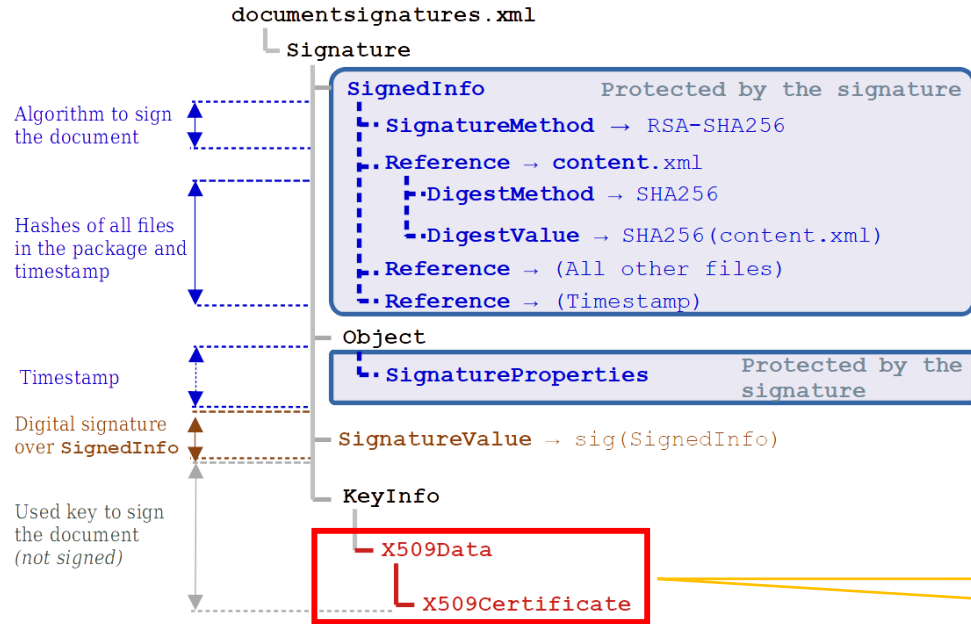 documentsignatures.xml
Signature
SignedInfo
Protected by the signature
Algorithm to sign
the document
SignatureMethod → RSA-SHA256
Reference → content.xml
DigestMethod → SHA256
DigestValue → SHA256(content.xml)
Hashes of all files
in the package and
timestamp
Reference → (All other files)
Reference → (Timestamp)
Object
Timestamp
SignatureProperties
Protected by the
signature
Digital signature
over SignedInfo
SignatureValue → sig(SignedInfo)
KeyInfo
Used key to sign
the document
(not signed)
X509Data
X509Certificate